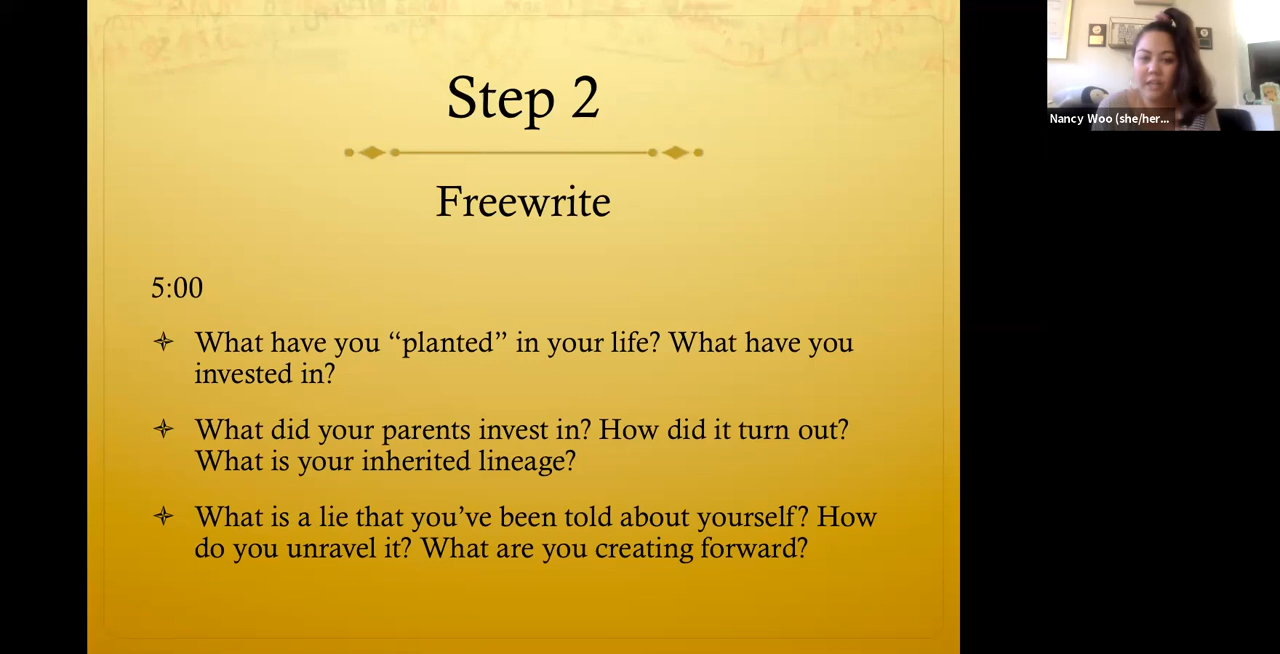 Step 2
Freewrite
5:00
What have you “planted” in your life? What have you
invested in?
What did your parents invest in? How did it turn out?
What is your inherited lineage?
What is a lie that you’ve been told about yourself? How
do you unravel it? What are you creating forward?
Nancy Woo (she/her...